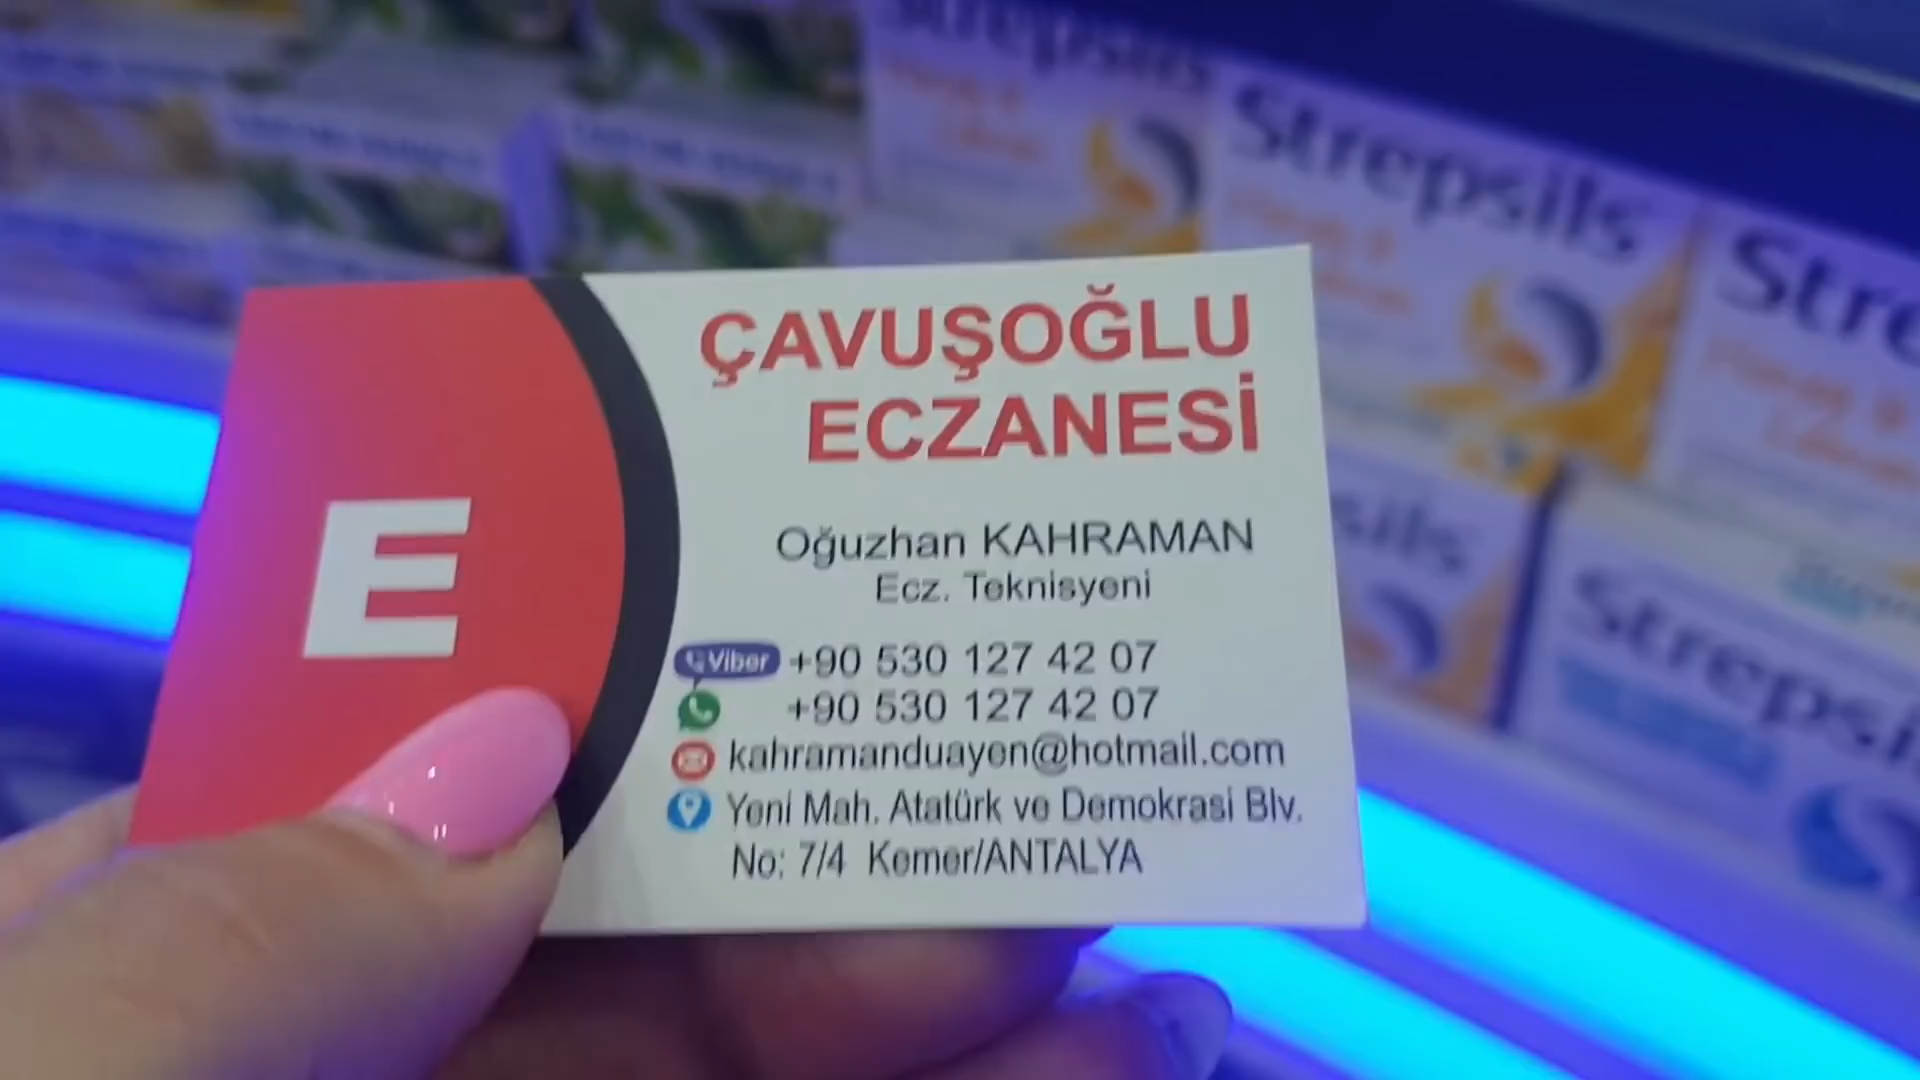 Strepsils
Strepsils
ÇAVUŞOĞLU
ECZANESİ
E
Oğuzhan KAHRAMAN
Ecz. Teknisyeni
Viber +90 530 127 42 07
+90 530 127 42 07
kahramanduayen@hotmail.com
Yeni Mah. Atatürk ve Demokrasi Blv.
No: 7/4 Kemer/ANTALYA
Strepsils